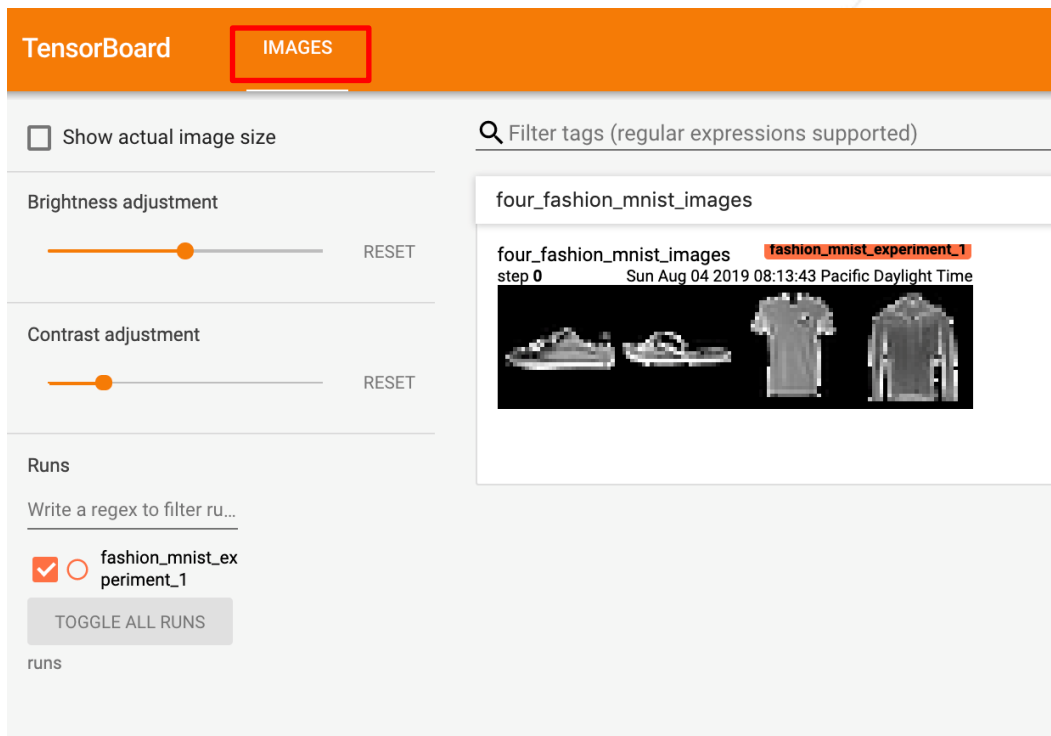 TensorBoard IMAGES
Show actual image size
Filter tags (regular expressions supported)
Brightness adjustment
RESET
Contrast adjustment
RESET
Runs
Write a regex to filter ru...
fashion_mnist_ex
periment_1
TOGGLE ALL RUNS
runs
four_fashion_mnist_images
four_fashion_mnist_images fashion_mnist_experiment_1
step 0 Sun Aug 04 2019 08:13:43 Pacific Daylight Time